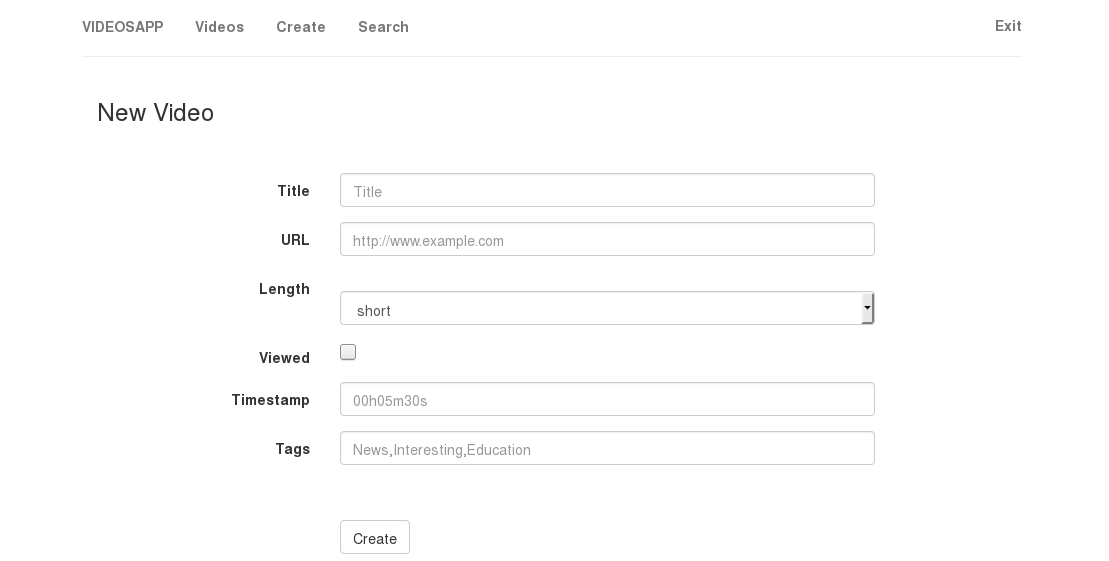 VIDEOSAPP Videos Create Search Exit
New Video
Title Title
URL http://www.example.com
Length
short
Viewed
Timestamp 00h05m30s
Tags News,Interesting,Education
Create